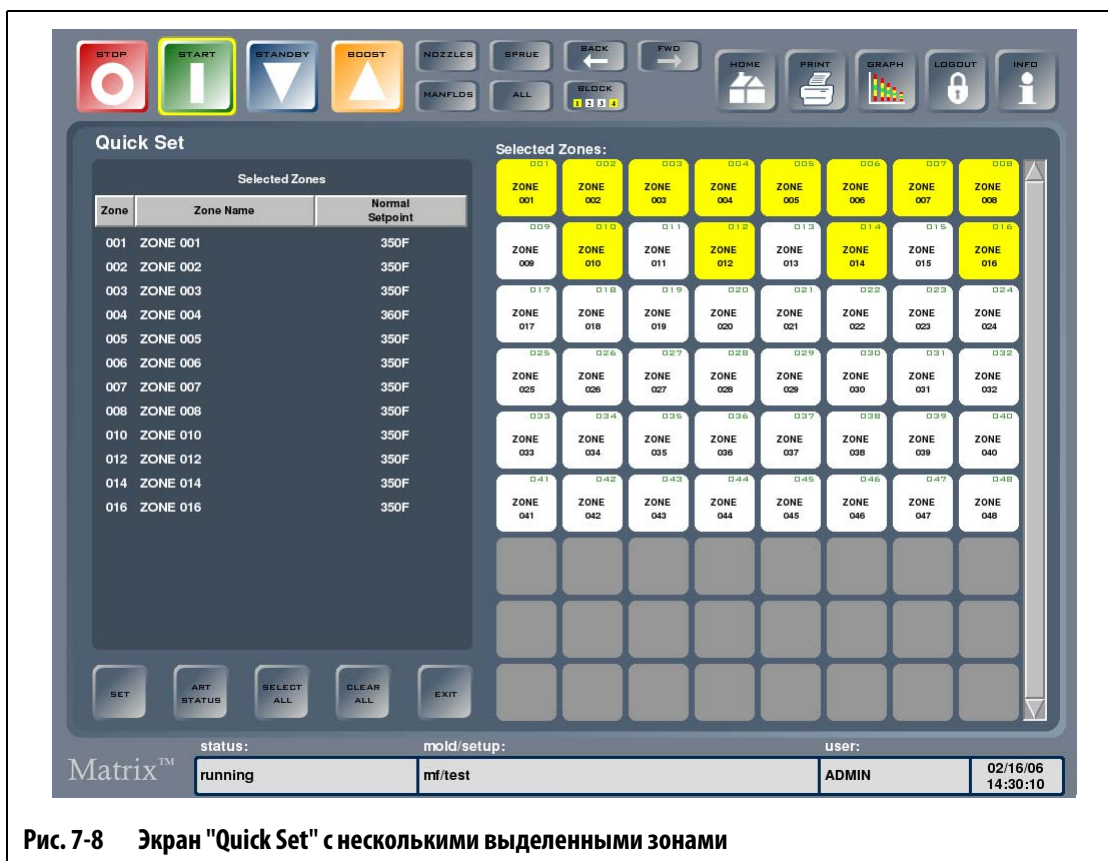 STOP START STANDBY BOOST NOZZLES SPRUE BACK FWD HOME PRINT GRAPH LOGOUT INFO
MANFLDS ALL BLOCK
1 2 3 4
Quick Set
Selected Zones
Zone Zone Name Normal Setpoint
001 ZONE 001 350F
002 ZONE 002 350F
003 ZONE 003 350F
004 ZONE 004 360F
005 ZONE 005 350F
006 ZONE 006 350F
007 ZONE 007 350F
008 ZONE 008 350F
010 ZONE 010 350F
012 ZONE 012 350F
014 ZONE 014 350F
016 ZONE 016 350F
SET ART STATUS SELECT ALL CLEAR ALL EXIT
Selected Zones:
001 002 003 004 005 006 007 008
ZONE ZONE ZONE ZONE ZONE ZONE ZONE ZONE
001 002 003 004 005 006 007 008
009 010 011 012 013 014 015 016
ZONE ZONE ZONE ZONE ZONE ZONE ZONE ZONE
009 010 011 012 013 014 015 016
017 018 019 020 021 022 023 024
ZONE ZONE ZONE ZONE ZONE ZONE ZONE ZONE
017 018 019 020 021 022 023 024
025 026 027 028 029 030 031 032
ZONE ZONE ZONE ZONE ZONE ZONE ZONE ZONE
025 026 027 028 029 030 031 032
033 034 035 036 037 038 039 040
ZONE ZONE ZONE ZONE ZONE ZONE ZONE ZONE
033 034 035 036 037 038 039 040
041 042 043 044 045 046 047 048
ZONE ZONE ZONE ZONE ZONE ZONE ZONE ZONE
041 042 043 044 045 046 047 048
status: mold/setup: user:
Matrix™ running mf/test ADMIN 02/16/06
14:30:10
Рис. 7-8 Экран "Quick Set" с несколькими выделенными зонами